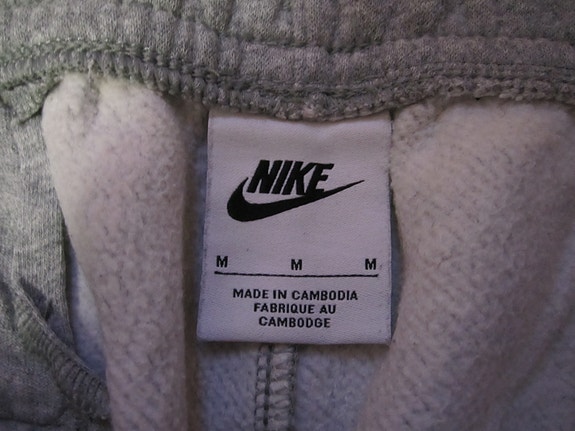 NIKE
M M M
MADE IN CAMBODIA
FABRIQUE AU
CAMBODGE